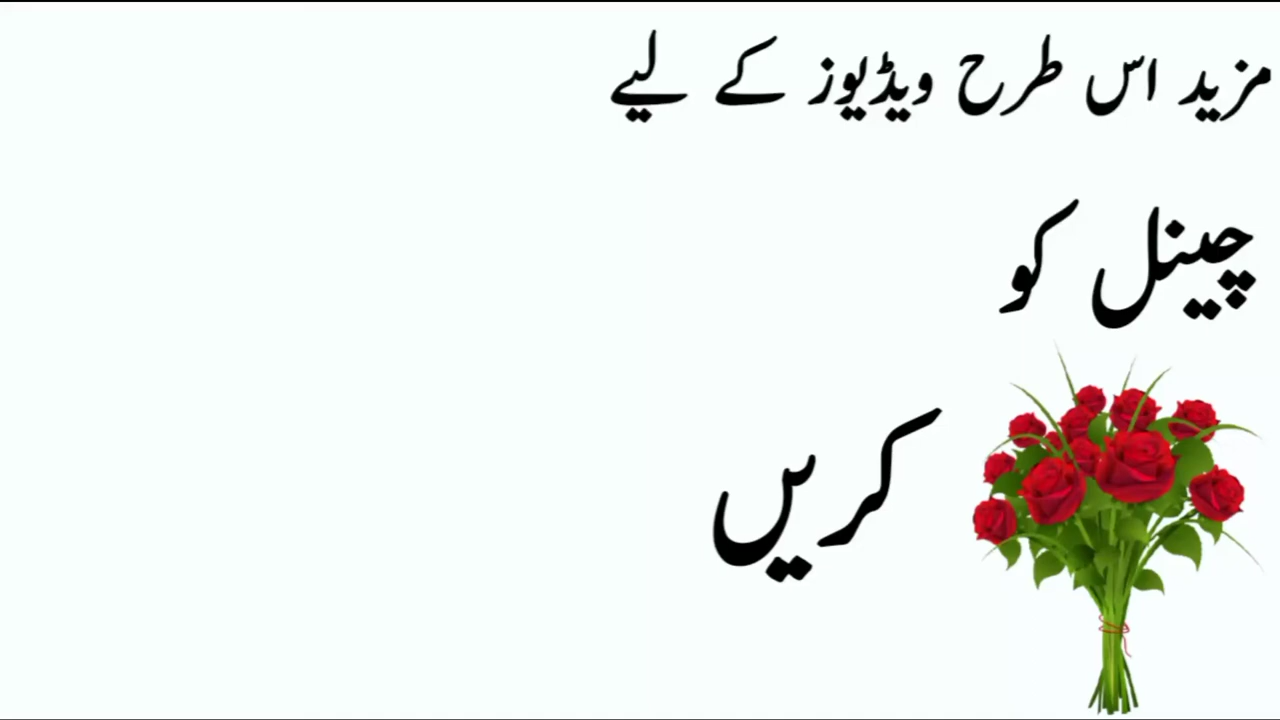 مزید اس طرح ویڈیوز کے لیے
چینل کو
کریں